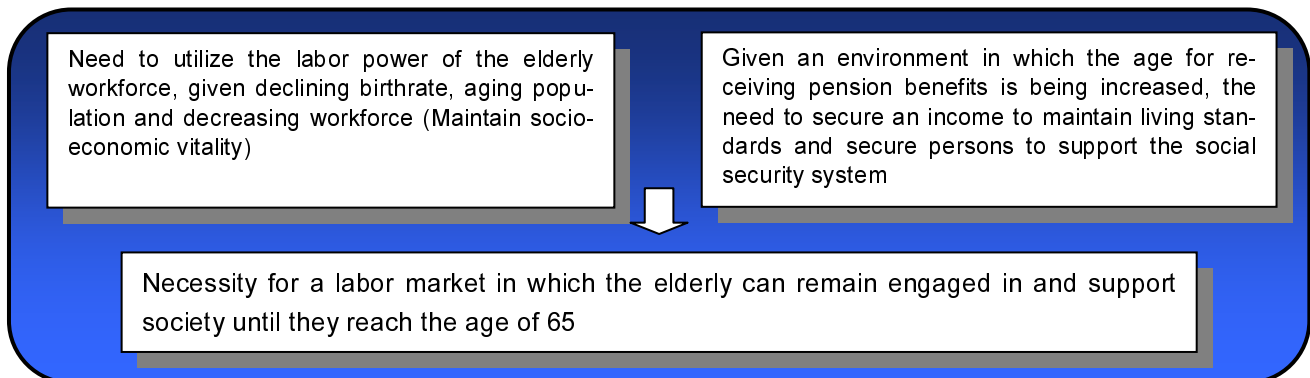 Need to utilize the labor power of the elderly
workforce, given declining birthrate, aging popu-
lation and decreasing workforce (Maintain socio-
economic vitality)
Given an environment in which the age for re-
ceiving pension benefits is being increased, the
need to secure an income to maintain living stan-
dards and secure persons to support the social
security system
Necessity for a labor market in which the elderly can remain engaged in and support
society until they reach the age of 65